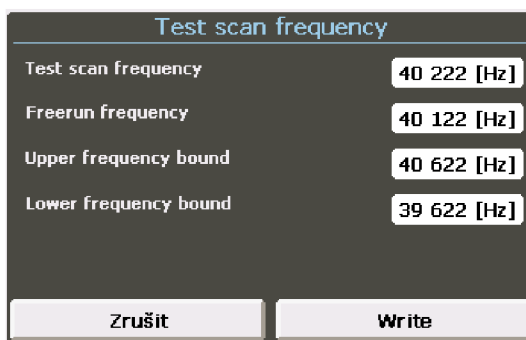 Test scan frequency
Test scan frequency 40 222 [Hz]
Freerun frequency 40 122 [Hz]
Upper frequency bound 40 622 [Hz]
Lower frequency bound 39 622 [Hz]
Zrušit Write